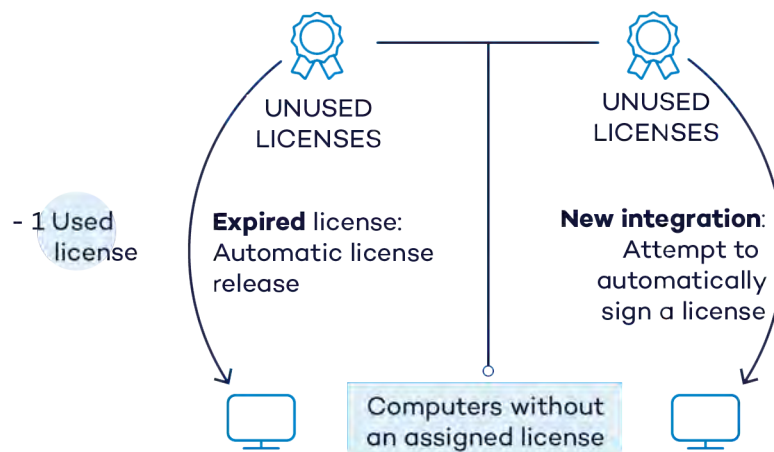 UNUSED
LICENSES
UNUSED
LICENSES
- 1 Used
license
Expired license:
Automatic license
release
New integration:
Attempt to
automatically
sign a license
Computers without
an assigned license